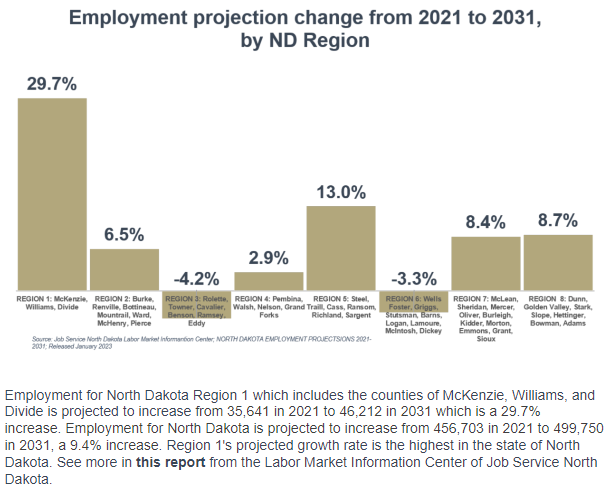 Employment projection change from 2021 to 2031,
by ND Region
29.7%
6.5%
-4.2%
2.9%
13.0%
-3.3%
8.4%
8.7%
REGION 1: McKenzie,
Williams, Divide
REGION 2: Burke,
Renville, Bottineau,
Mountrail, Ward,
McHenry, Pierce
REGION 3: Rolette,
Towner, Cavalier,
Benson, Ramsey,
Eddy
REGION 4: Pembina,
Walsh, Nelson, Grand
Forks
REGION 5: Steel,
Traill, Cass, Ransom,
Richland, Sargent
REGION 6: Wells
Foster, Griggs,
Stutsman, Barns,
Logan, Lamoure,
McIntosh, Dickey
REGION 7: McLean,
Sheridan, Mercer,
Oliver, Burleigh,
Kidder, Morton,
Emmons, Grant,
Sioux
REGION 8: Dunn,
Golden Valley, Stark,
Slope, Hettinger,
Bowman, Adams
Source: Job Service North Dakota Labor Market Informantion Center; NORTH DAKOTA EMPLOYMENT PROJECTSIONS 2021-
2031; Released January 2023
Employment for North Dakota Region 1 which includes the counties of McKenzie, Williams, and
Divide is projected to increase from 35,641 in 2021 to 46,212 in 2031 which is a 29.7%
increase. Employment for North Dakota is projected to increase from 456,703 in 2021 to 499,750
in 2031, a 9.4% increase. Region 1's projected growth rate is the highest in the state of North
Dakota. See more in this report from the Labor Market Information Center of Job Service North
Dakota.